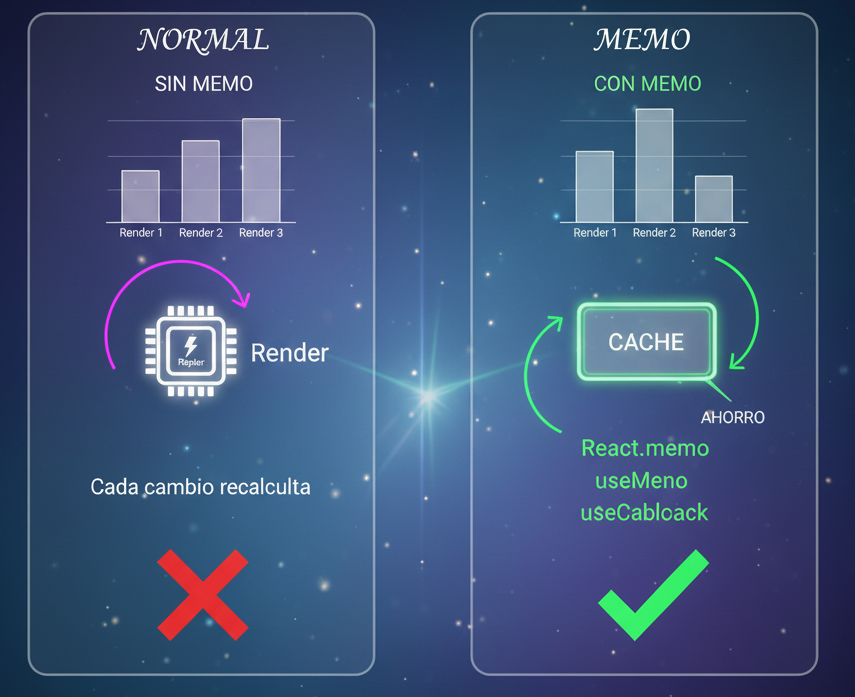 NORMAL
SIN MEMO
Render 1 Render 2 Render 3
Repler
Render
Cada cambio recalculta
MEMO
CON MEMO
Render 1 Render 2 Render 3
CACHE
AHORRO
React.memo
useMeno
useCabloack